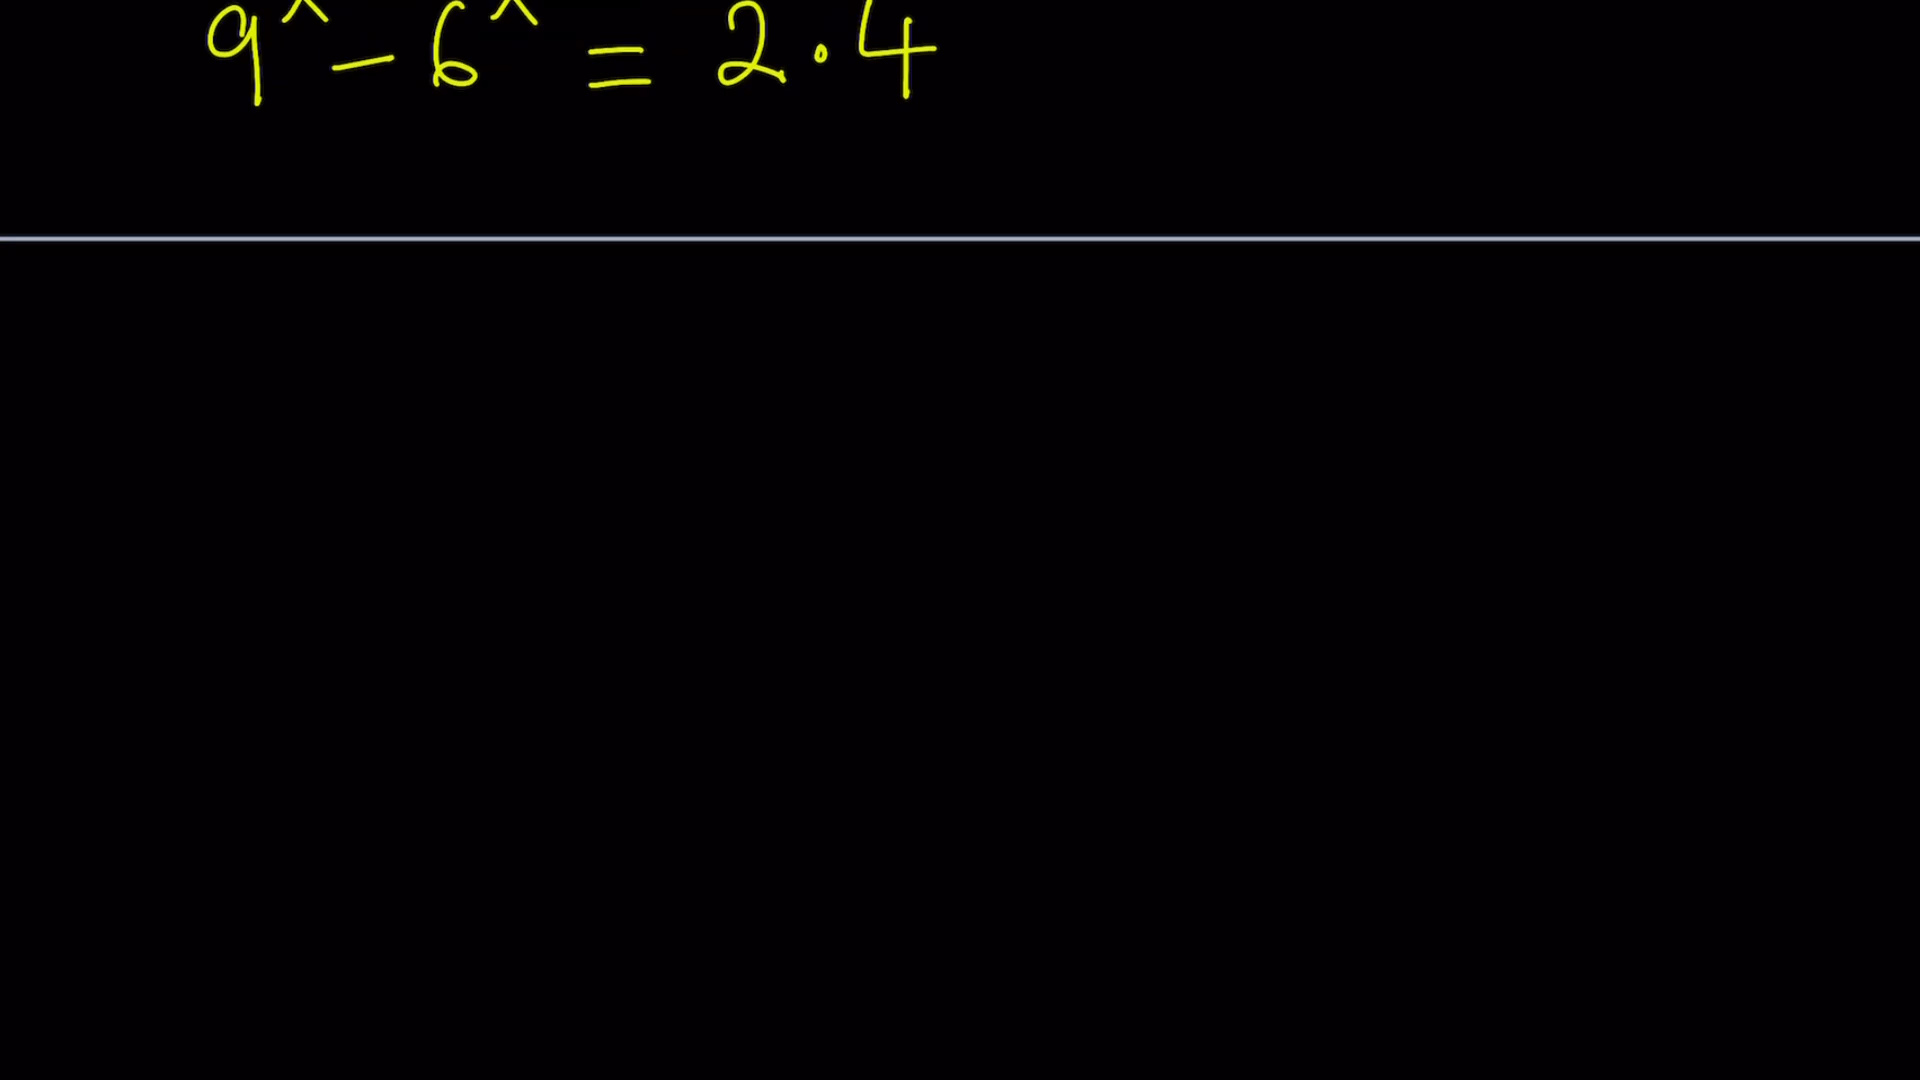 9^x - 6^x = 2·4